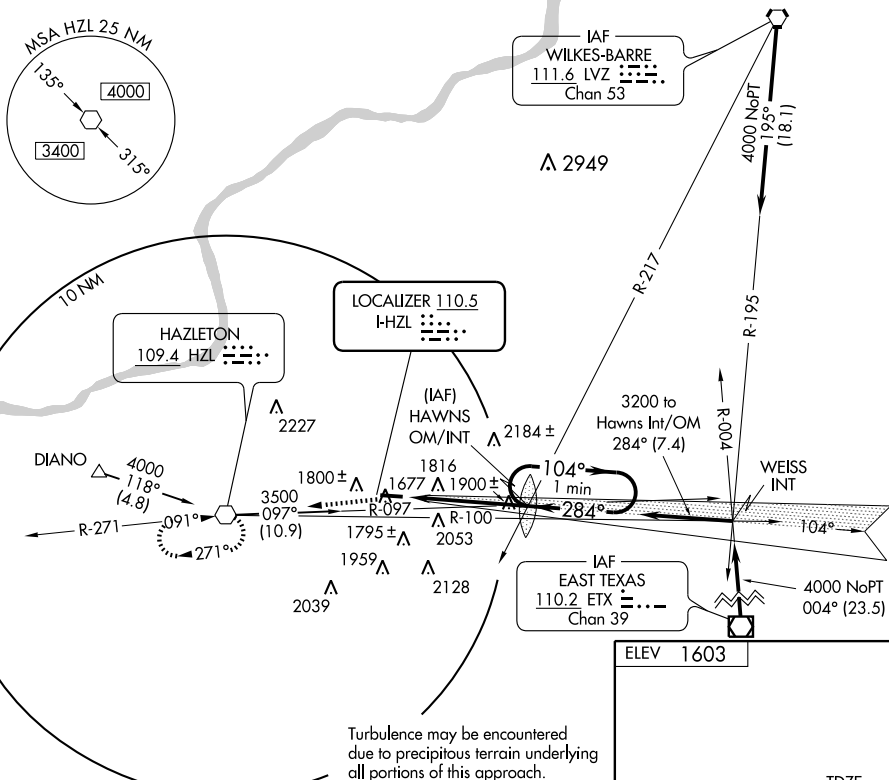 MSA HZL 25 NM
135°
4000
3400
315°
IAF
WILKES-BARRE
111.6 LVZ
Chan 53
4000 NoPT
195°
(18.1)
2949
R-217
R-195
10 NM
LOCALIZER 110.5
I-HZL
HAZLETON
109.4 HZL
(IAF)
HAWNS
OM/INT
2227
2184 ±
3200 to
Hawns Int/OM
284° (7.4)
R-004
DIANO
4000
118°
(4.8)
1800 ±
1677
1816
1900 ±
104°
1 min
284°
WEISS
INT
R-271
091°
271°
3500
097°
(10.9)
R-097
R-100
104°
1795 ±
2053
1959
2128
2039
IAF
EAST TEXAS
110.2 ETX
Chan 39
4000 NoPT
004° (23.5)
ELEV 1603
Turbulence may be encountered
due to precipitous terrain underlying
all portions of this approach.
TDZE